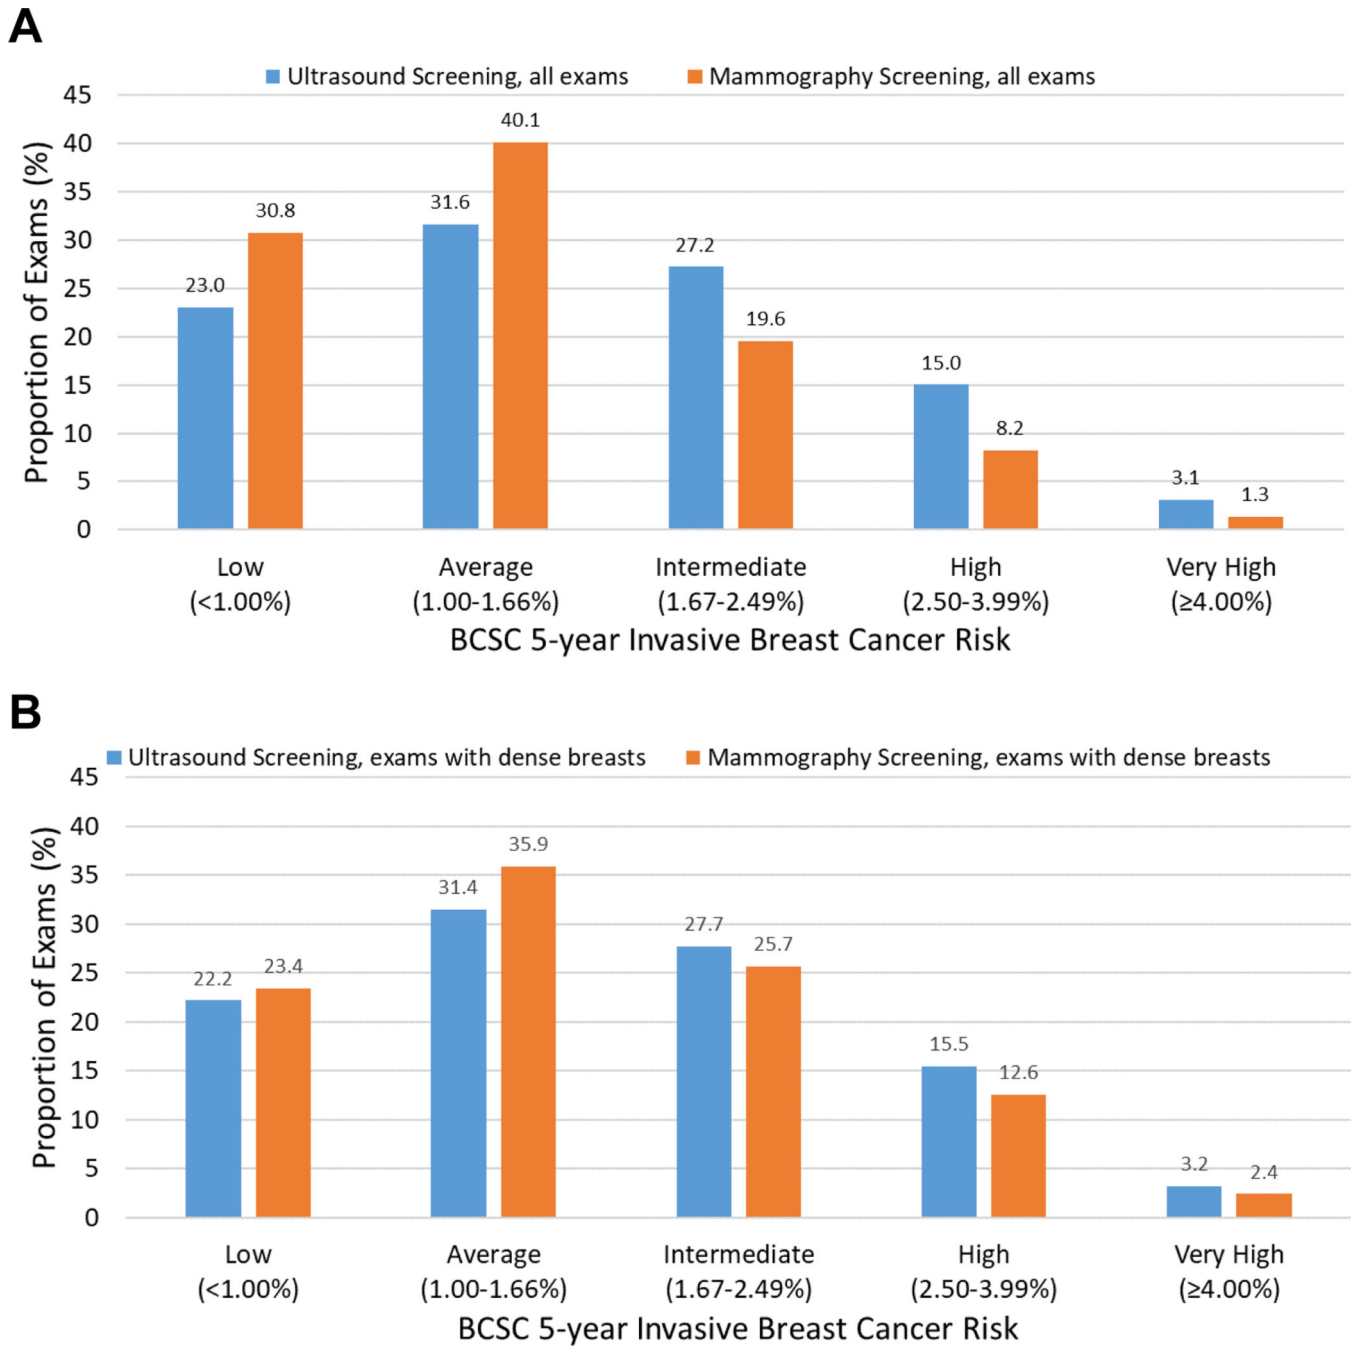 A
Ultrasound Screening, all exams Mammography Screening, all exams
Proportion of Exams (%)
45
40
35
30
25
20
15
10
5
0
23.0 30.8 31.6 40.1 27.2 19.6 15.0 8.2 3.1 1.3
Low Average Intermediate High Very High
(<1.00%) (1.00-1.66%) (1.67-2.49%) (2.50-3.99%) (≥4.00%)
BCSC 5-year Invasive Breast Cancer Risk
B
Ultrasound Screening, exams with dense breasts Mammography Screening, exams with dense breasts
Proportion of Exams (%)
45
40
35
30
25
20
15
10
5
0
22.2 23.4 31.4 35.9 27.7 25.7 15.5 12.6 3.2 2.4
Low Average Intermediate High Very High
(<1.00%) (1.00-1.66%) (1.67-2.49%) (2.50-3.99%) (≥4.00%)
BCSC 5-year Invasive Breast Cancer Risk